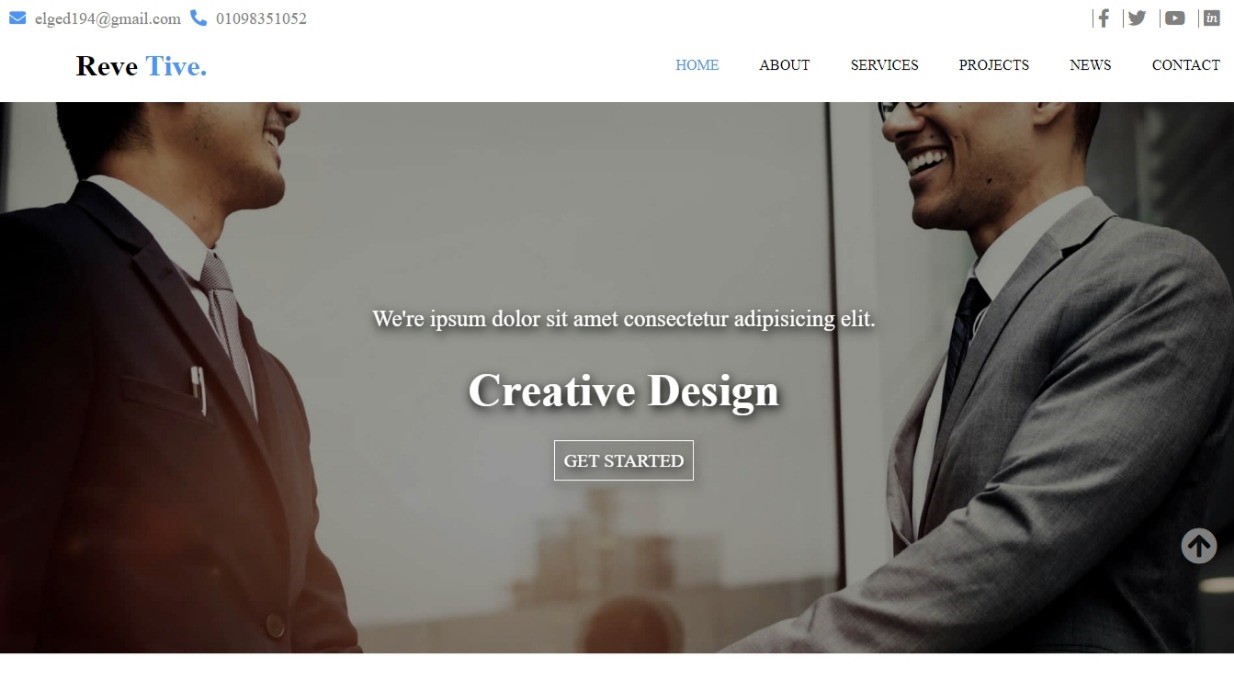 elged194@gmail.com 01098351052
Reve Tive.
HOME ABOUT SERVICES PROJECTS NEWS CONTACT
We're ipsum dolor sit amet consectetur adipisicing elit.
Creative Design
GET STARTED